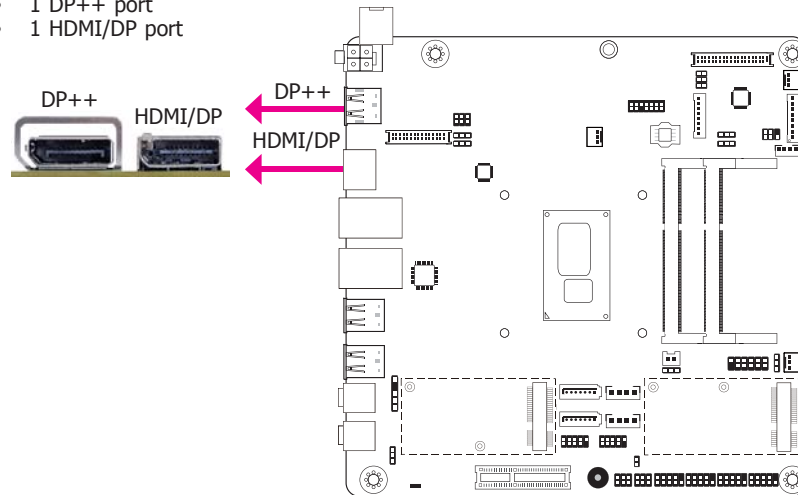 • 1 DP++ port
• 1 HDMI/DP port
DP++
HDMI/DP
DP++
HDMI/DP